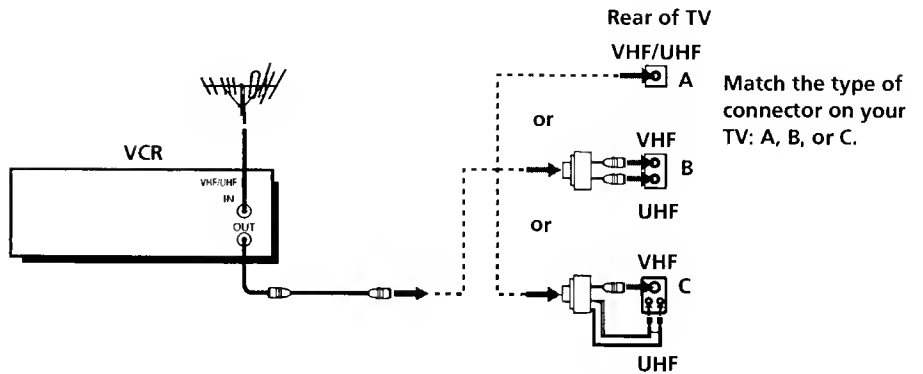 Rear of TV
VHF/UHF
A
Match the type of
connector on your
TV: A, B, or C.
or
VHF
B
UHF
VCR
VHF/UHF
IN
OUT
or
VHF
C
UHF